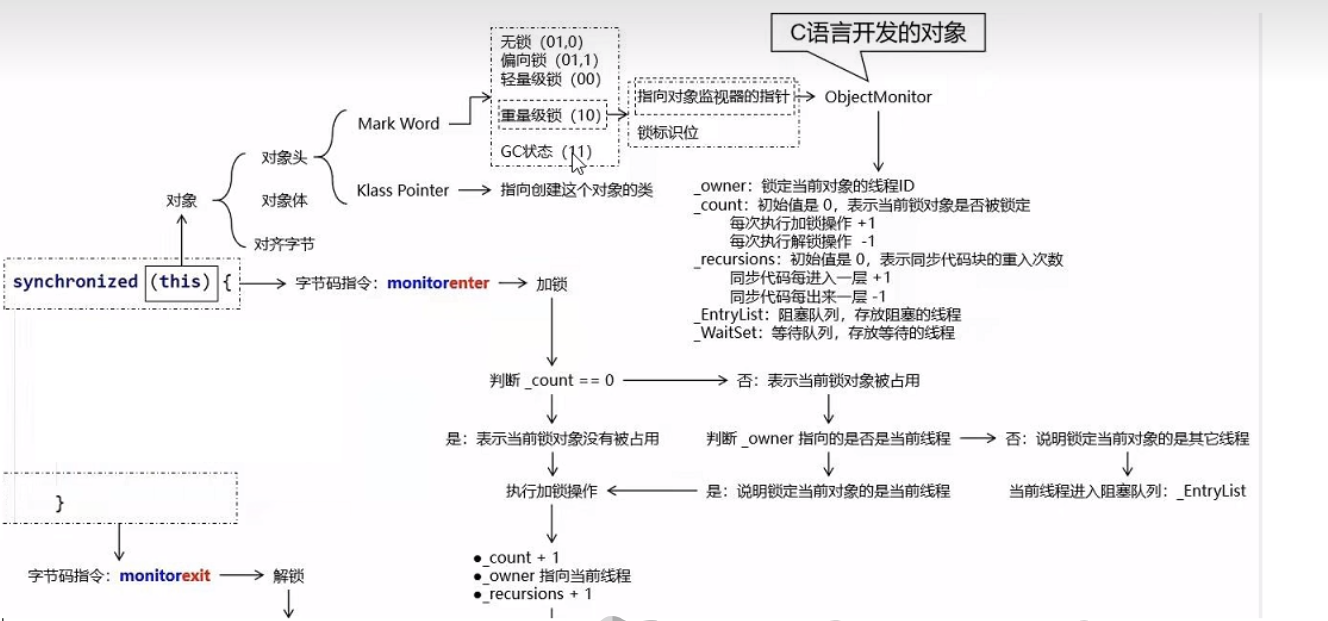 C语言开发的对象
无锁（01,0）
偏向锁（01,1）
轻量级锁（00）
重量级锁（10）
GC状态（11）
指向对象监视器的指针
锁标识位
ObjectMonitor
Mark Word
对象头
Klass Pointer
指向创建这个对象的类
对象
对象体
对齐字节
_owner：锁定当前对象的线程ID
_count：初始值是 0，表示当前锁对象是否被锁定
每次执行加锁操作 +1
每次执行解锁操作 -1
_recursions：初始值是 0，表示同步代码块的重入次数
同步代码每进入一层 +1
同步代码每出来一层 -1
_EntryList：阻塞队列，存放阻塞的线程
_WaitSet：等待队列，存放等待的线程
synchronized (this) {
字节码指令：monitorenter
加锁
判断 _count == 0
否：表示当前锁对象被占用
是：表示当前锁对象没有被占用
判断 _owner 指向的是否是当前线程
否：说明锁定当前对象的是其它线程
执行加锁操作
是：说明锁定当前对象的是当前线程
当前线程进入阻塞队列：_EntryList
}
●_count + 1
●_owner 指向当前线程
●_recursions + 1
字节码指令：monitorexit
解锁